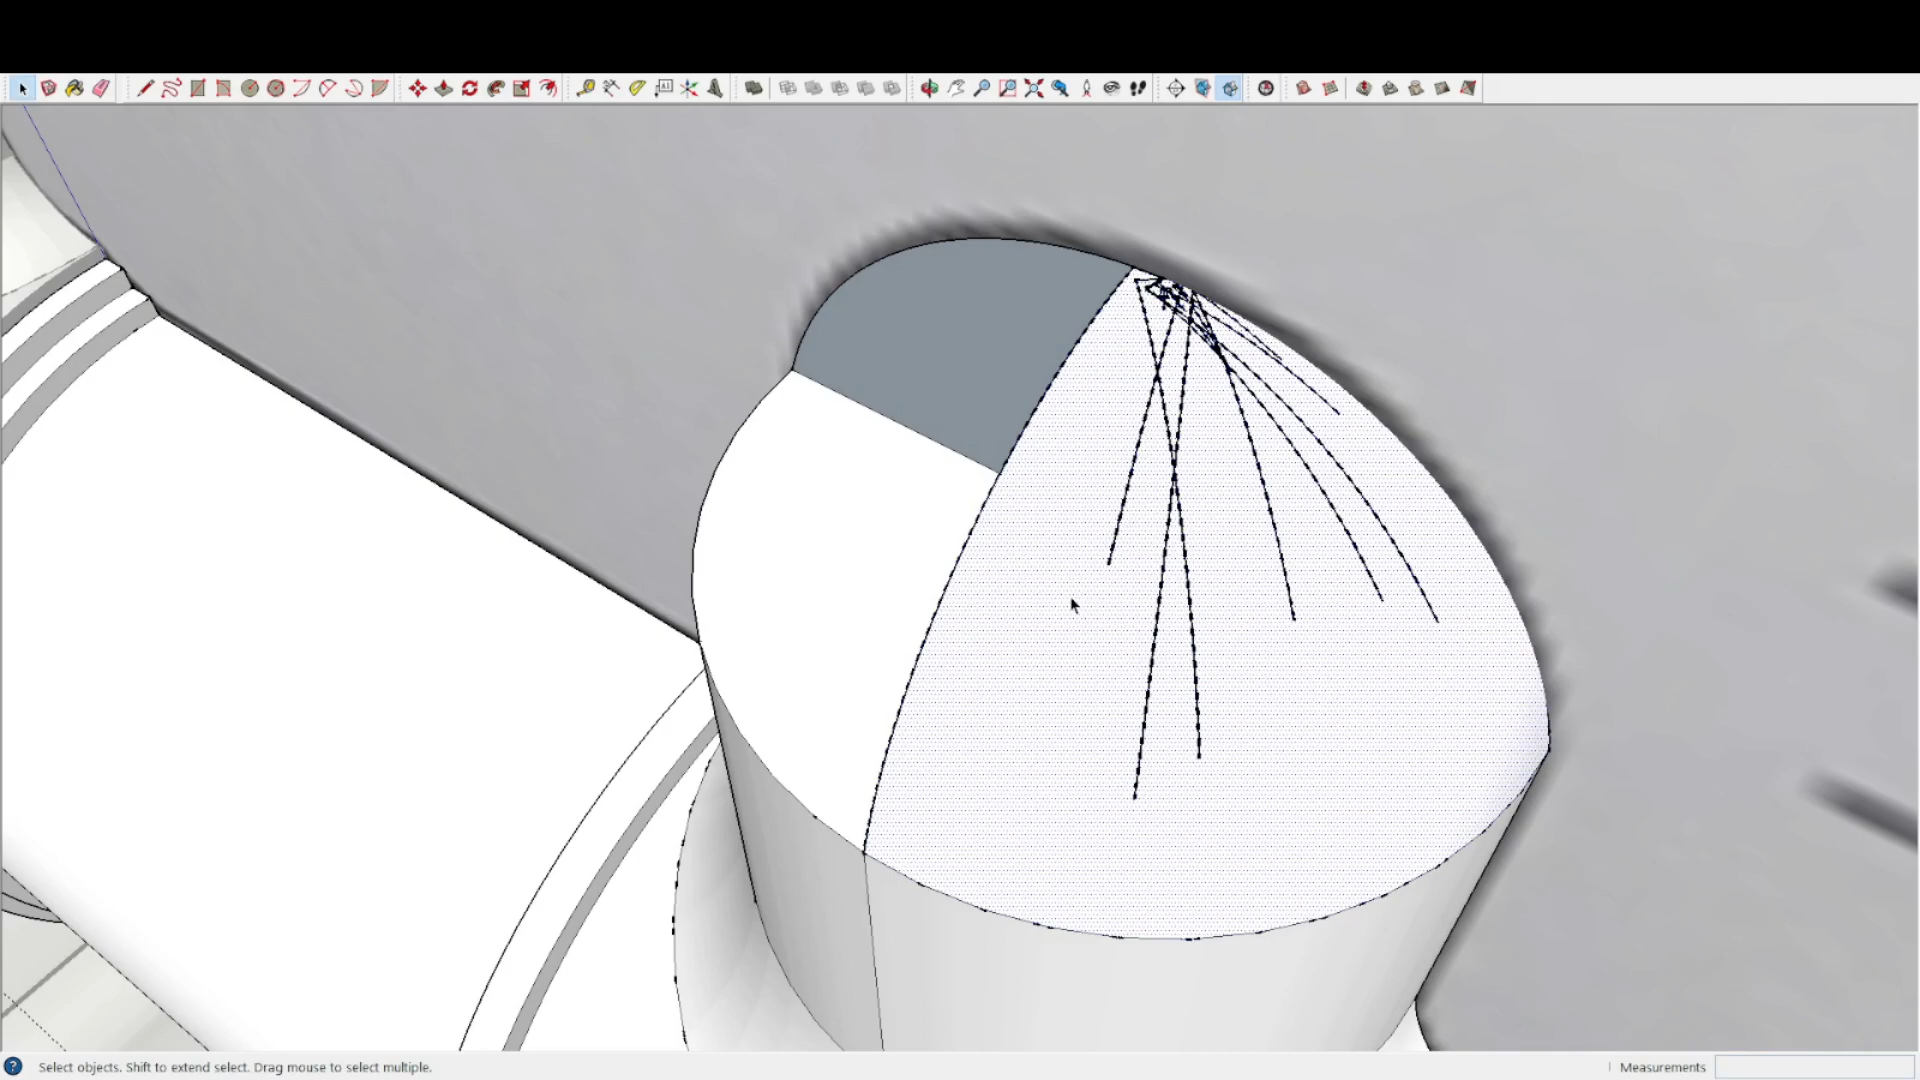 Select objects. Shift to extend select. Drag mouse to select multiple.
Measurements